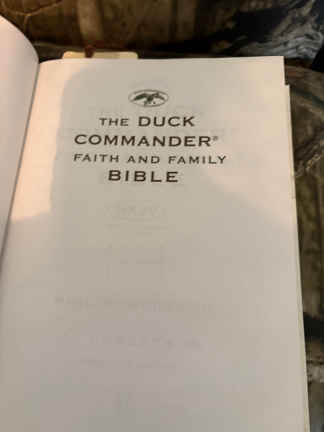 THE DUCK
COMMANDER®
FAITH AND FAMILY
BIBLE